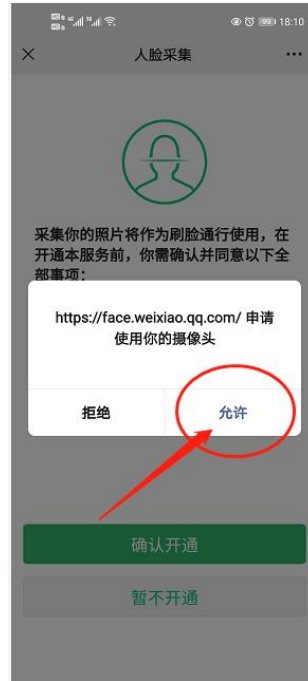 99 18:10
人脸采集
采集你的照片将作为刷脸通行使用，在
开通本服务前，你需确认并同意以下全
部事项：
https://face.weixiao.qq.com/ 申请
使用你的摄像头
拒绝 允许
确认开通
暂不开通